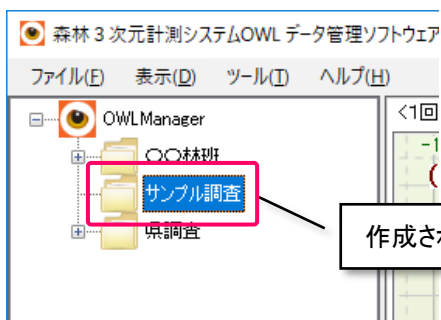 森林３次元計測システムOWL データ管理ソフトウェア
ファイル(F) 表示(D) ツール(T) ヘルプ(H)
OWLManager
〇〇林班
サンプル調査
県調査
<1回
-1
(
作成さ